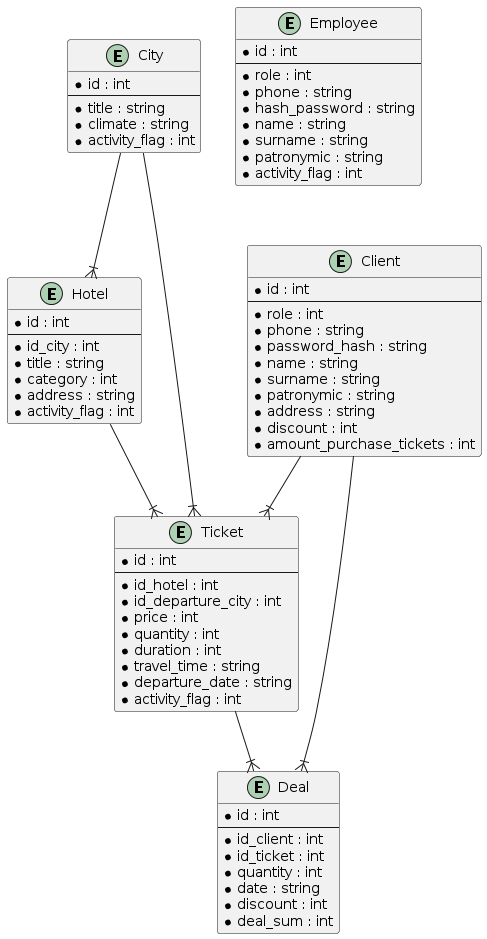 E Employee
id : int
role : int
phone : string
hash_password : string
name : string
surname : string
patronymic : string
activity_flag : int
E City
id : int
title : string
climate : string
activity_flag : int
E Client
id : int
role : int
phone : string
password_hash : string
name : string
surname : string
patronymic : string
address : string
discount : int
amount_purchase_tickets : int
E Hotel
id : int
id_city : int
title : string
category : int
address : string
activity_flag : int
E Ticket
id : int
id_hotel : int
id_departure_city : int
price : int
quantity : int
duration : int
travel_time : string
departure_date : string
activity_flag : int
E Deal
id : int
id_client : int
id_ticket : int
quantity : int
date : string
discount : int
deal_sum : int